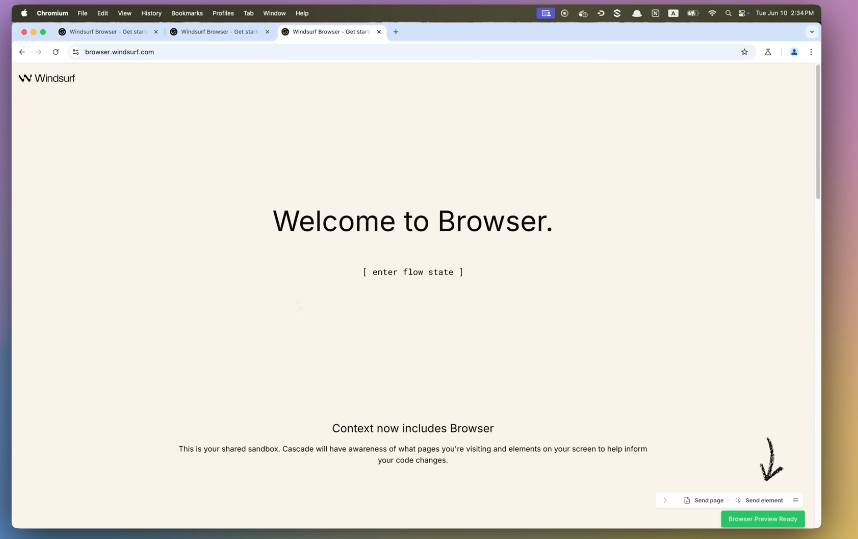 Chromium File Edit View History Bookmarks Profiles Tab Window Help Tue Jun 10 2:34 PM
Windsurf Browser - Get start Windsurf Browser - Get start Windsurf Browser - Get start
browser.windsurf.com
Windsurf
Welcome to Browser.
[ enter flow state ]
Context now includes Browser
This is your shared sandbox. Cascade will have awareness of what pages you're visiting and elements on your screen to help inform
your code changes.
Send page Send element
Browser Preview Ready